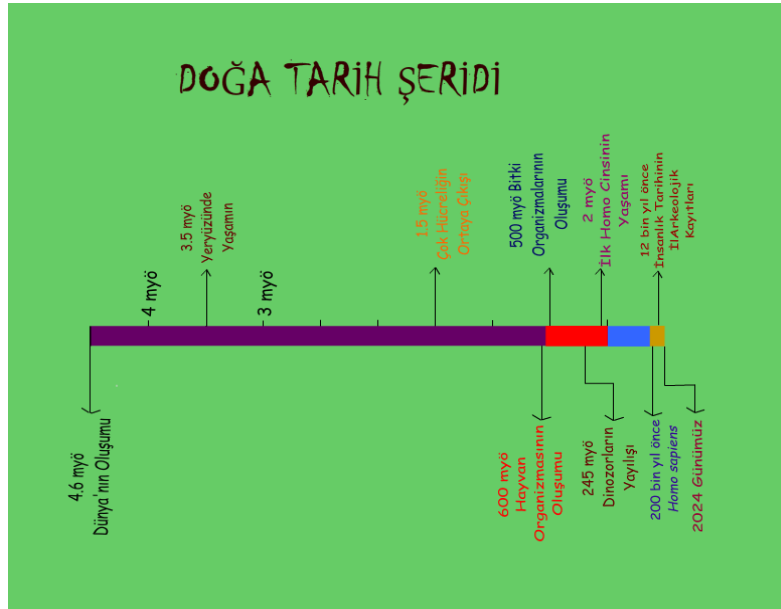 DOĞA TARİH ŞERİDİ
4 myö
3.5 myö
Yeryüzünde
Yaşamın
3 myö
1.5 myö
Çok Hücreliğin
Ortaya Çıkışı
500 myö Bitki
Organizmalarının
Oluşumu
2 myö
İlk Homo Cinsinin
Yaşamı
12 bin yıl önce
İnsanlık Tarihinin
İlArkeolojik
Kayıtları
4.6 myö
Dünya'nın Oluşumu
600 myö
Hayvan
Organizmasının
Oluşumu
245 myö
Dinozorların
Yayılışı
200 bin yıl önce
Homo sapiens
2024 Günümüz